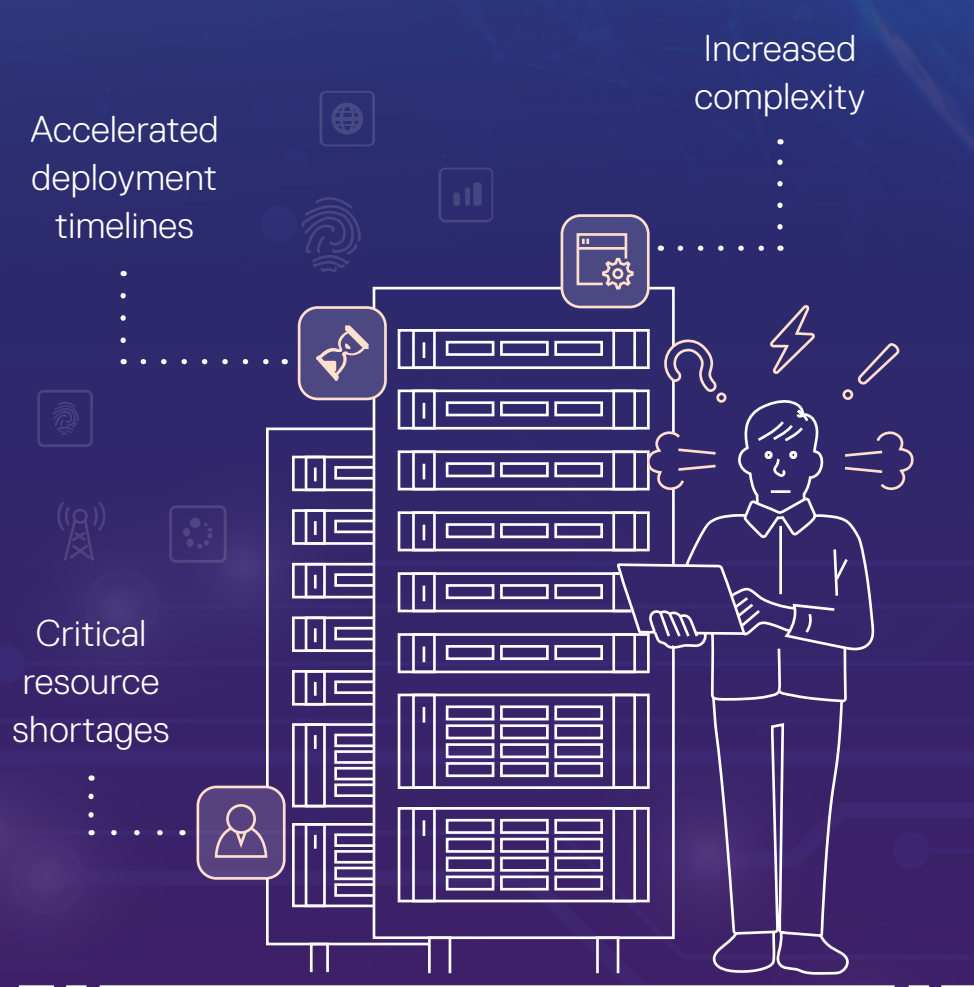 Increased
complexity
Accelerated
deployment
timelines
Critical
resource
shortages